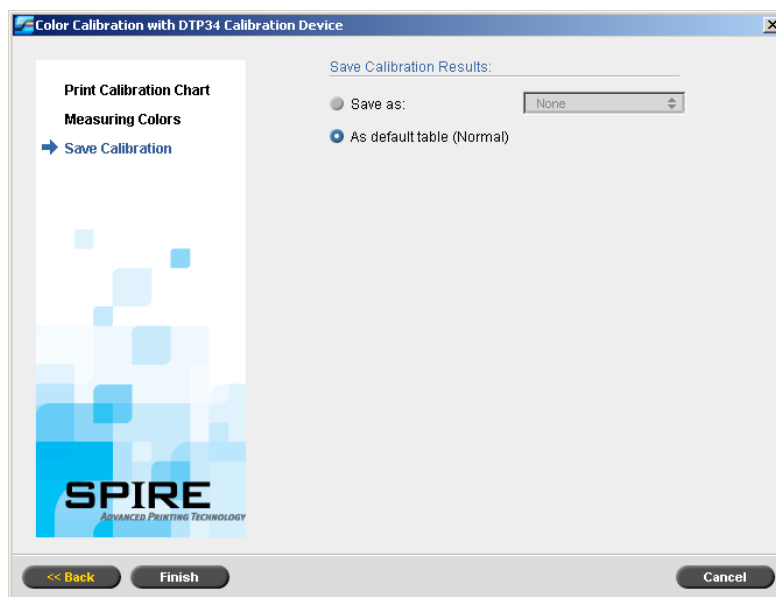 Color Calibration with DTP34 Calibration Device
Print Calibration Chart
Measuring Colors
Save Calibration
SPIRE
ADVANCED PRINTING TECHNOLOGY
Save Calibration Results:
Save as: None
As default table (Normal)
<< Back Finish Cancel